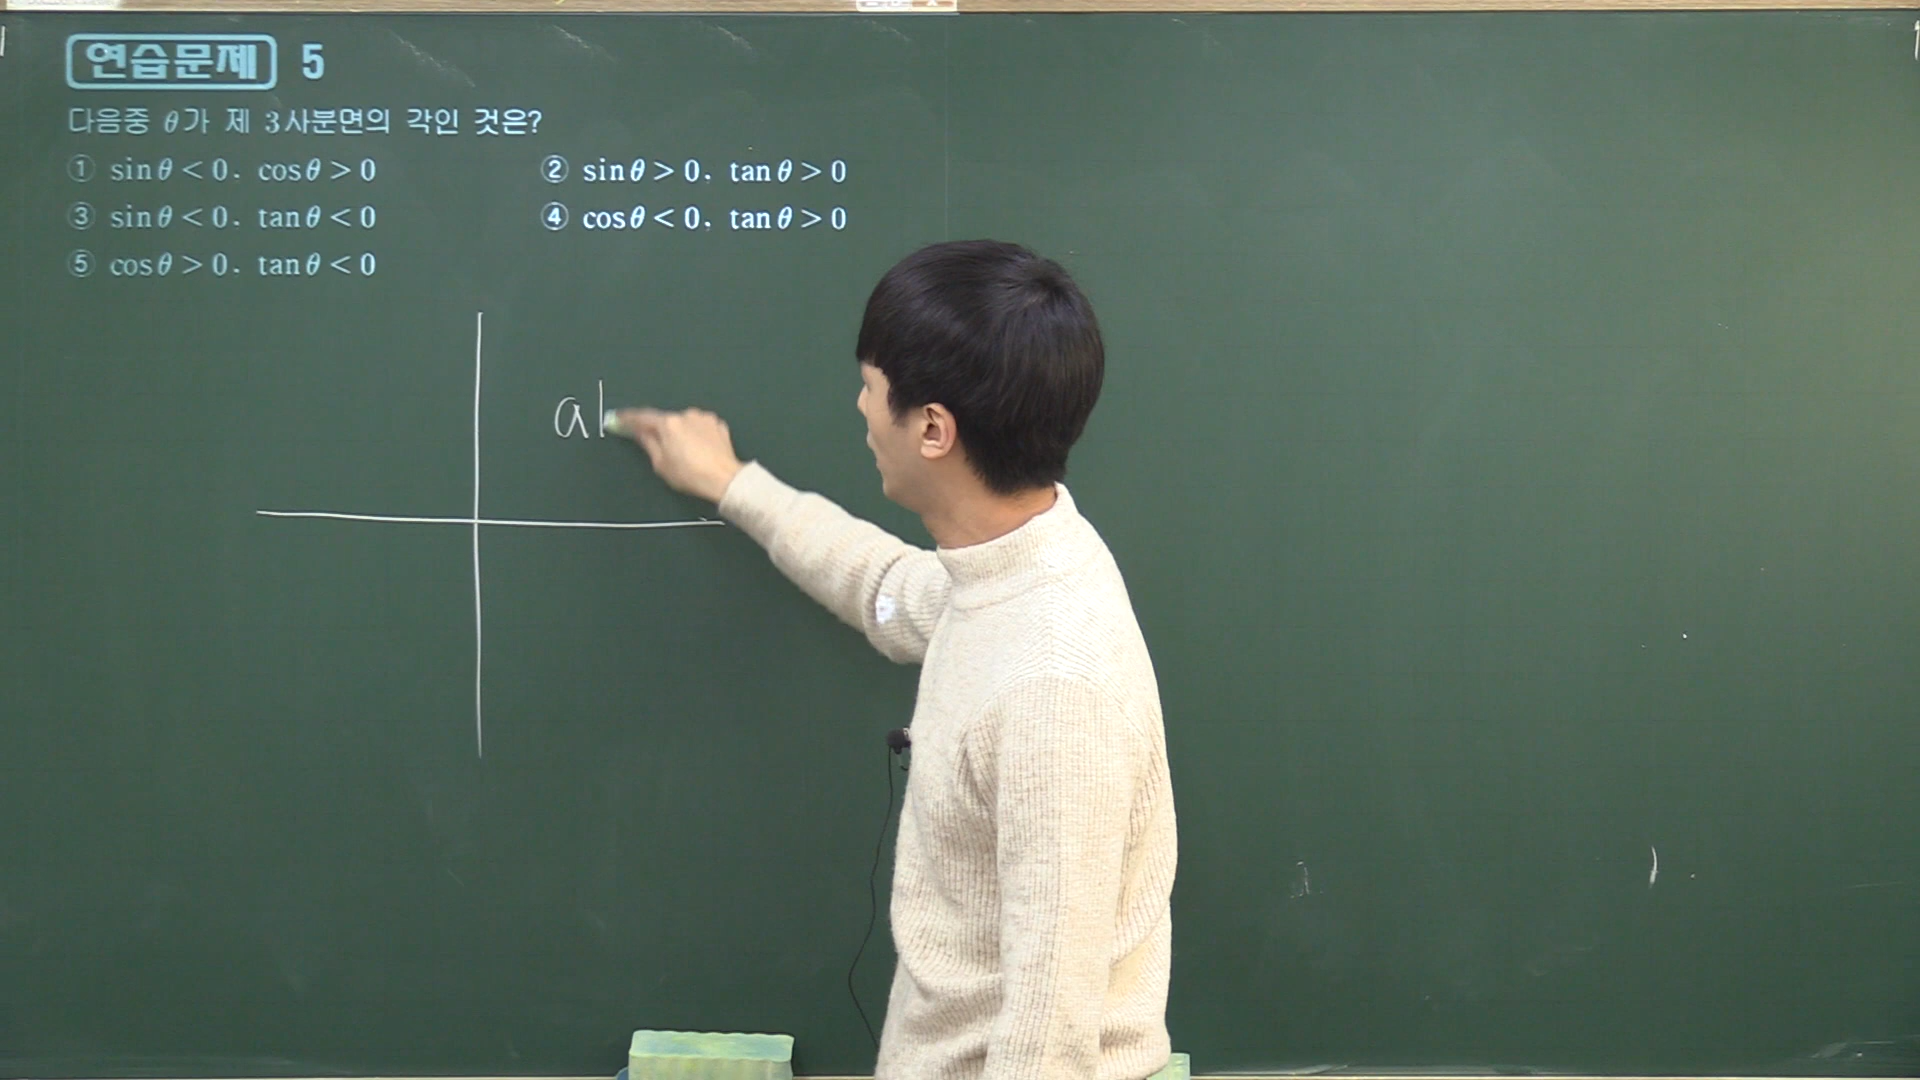 연습문제 5
다음중 θ가 제 3사분면의 각인 것은?
① sinθ < 0, cosθ > 0 ② sinθ > 0, tanθ > 0
③ sinθ < 0, tanθ < 0 ④ cosθ < 0, tanθ > 0
⑤ cosθ > 0, tanθ < 0
al